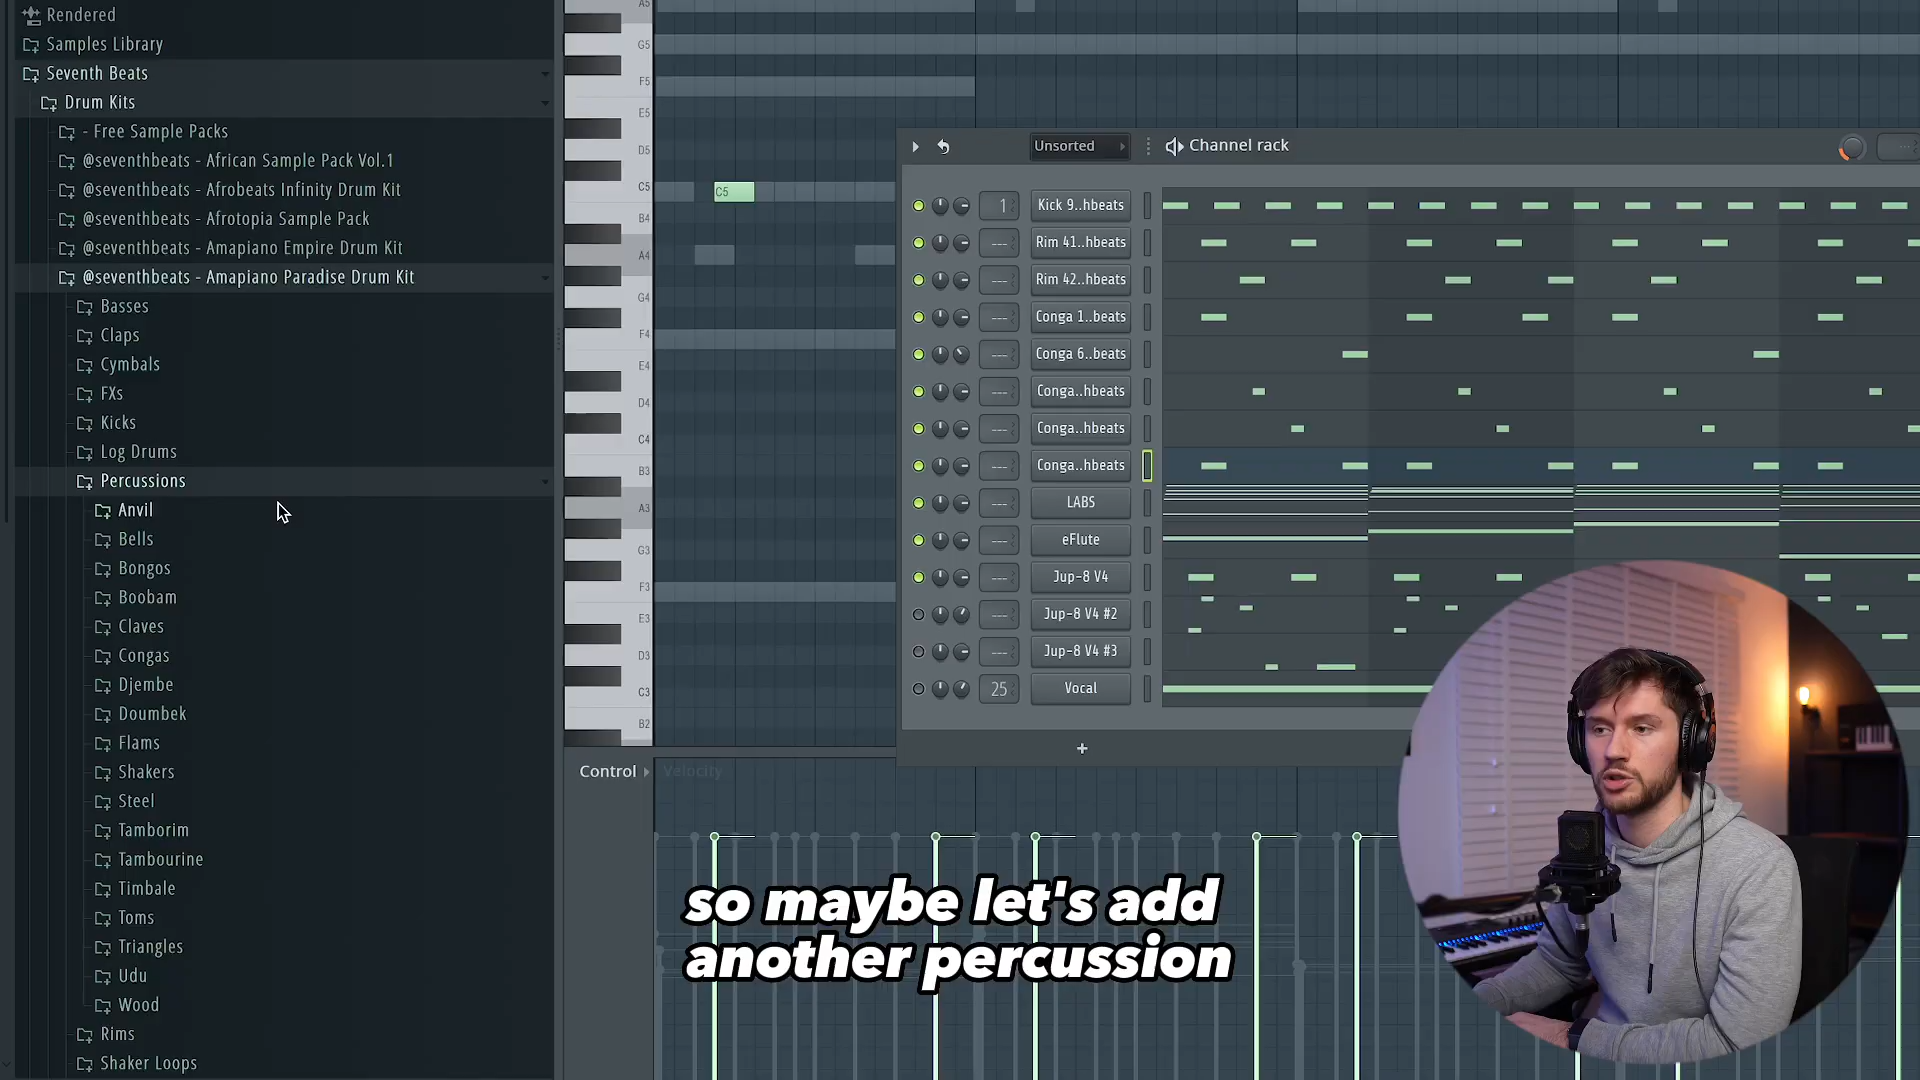 Rendered
Samples Library
Seventh Beats
Drum Kits
- Free Sample Packs
@seventhbeats - African Sample Pack Vol.1
@seventhbeats - Afrobeats Infinity Drum Kit
@seventhbeats - Afrotopia Sample Pack
@seventhbeats - Amapiano Empire Drum Kit
@seventhbeats - Amapiano Paradise Drum Kit
Basses
Claps
Cymbals
FXs
Kicks
Log Drums
Percussions
Anvil
Bells
Bongos
Boobam
Claves
Congas
Djembe
Doumbek
Flams
Shakers
Steel
Tamborim
Tambourine
Timbale
Toms
Triangles
Udu
Wood
Rims
Shaker Loops
A5
G5
F5
E5
D5
C5
B4
A4
G4
F4
E4
D4
C4
B3
A3
G3
F3
E3
D3
C3
B2
C5
Control
Velocity
Unsorted
Channel rack
1 Kick 9..hbeats
--- Rim 41..hbeats
--- Rim 42..hbeats
--- Conga 1..beats
--- Conga 6..beats
--- Conga..hbeats
--- Conga..hbeats
--- Conga..hbeats
--- LABS
--- eFlute
--- Jup-8 V4
--- Jup-8 V4 #2
--- Jup-8 V4 #3
25 Vocal
+
so maybe let's add
another percussion